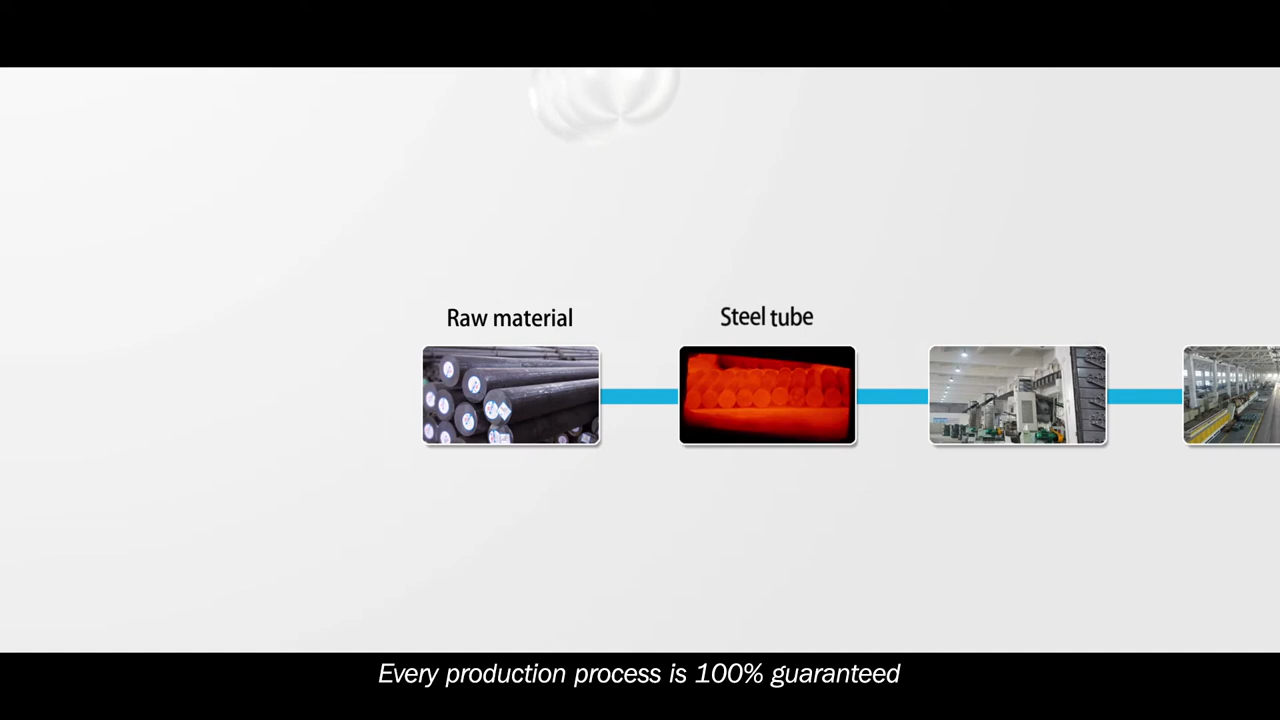 Raw material
Steel tube
Every production process is 100% guaranteed